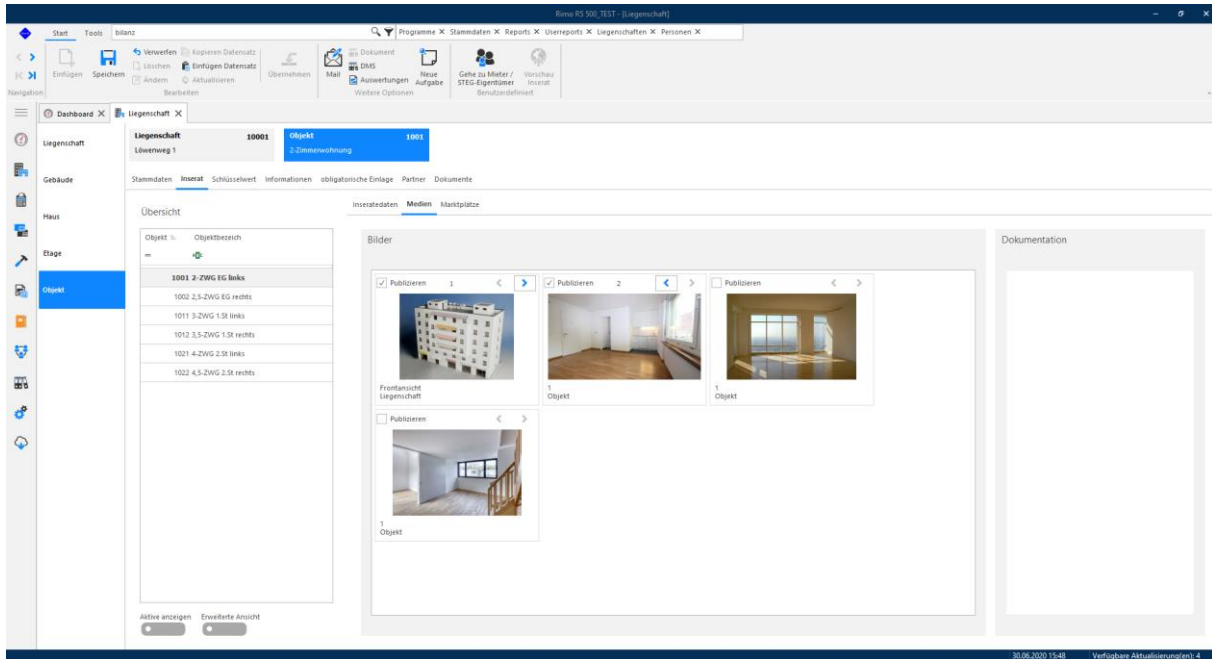 Rimo RS 500_TEST - [Liegenschaft]
Start Tools bilanz Programme X Stammdaten X Reports X Userreports X Liegenschaften X Personen X
Einfügen Speichern
Verwerfen Kopieren Datensatz
Löschen Einfügen Datensatz
Ändern Aktualisieren
Übernehmen
Mail
Dokument
DMS
Auswertungen
Neue Aufgabe
Gehe zu Mieter / STEG-Eigentümer
Vorschau Inserat
Navigation Bearbeiten Weitere Optionen Benutzerdefiniert
Dashboard X Liegenschaft X
Liegenschaft
Gebäude
Haus
Etage
Objekt
Liegenschaft 10001
Löwenweg 1
Objekt 1001
2-Zimmerwohnung
Stammdaten Inserat Schlüsselwert Informationen obligatorische Einlage Partner Dokumente
Übersicht
Objekt Objektbezeich
=
1001 2-ZWG EG links
1002 2,5-ZWG EG rechts
1011 3-ZWG 1.St links
1012 3,5-ZWG 1.St rechts
1021 4-ZWG 2.St links
1022 4,5-ZWG 2.St rechts
Aktive anzeigen Erweiterte Ansicht
Inseratedaten Medien Marktplätze
Bilder
Publizieren 1
Frontansicht
Liegenschaft
Publizieren 2
1
Objekt
Publizieren
1
Objekt
Publizieren
1
Objekt
Dokumentation
30.06.2020 15:48 Verfügbare Aktualisierung(en): 4